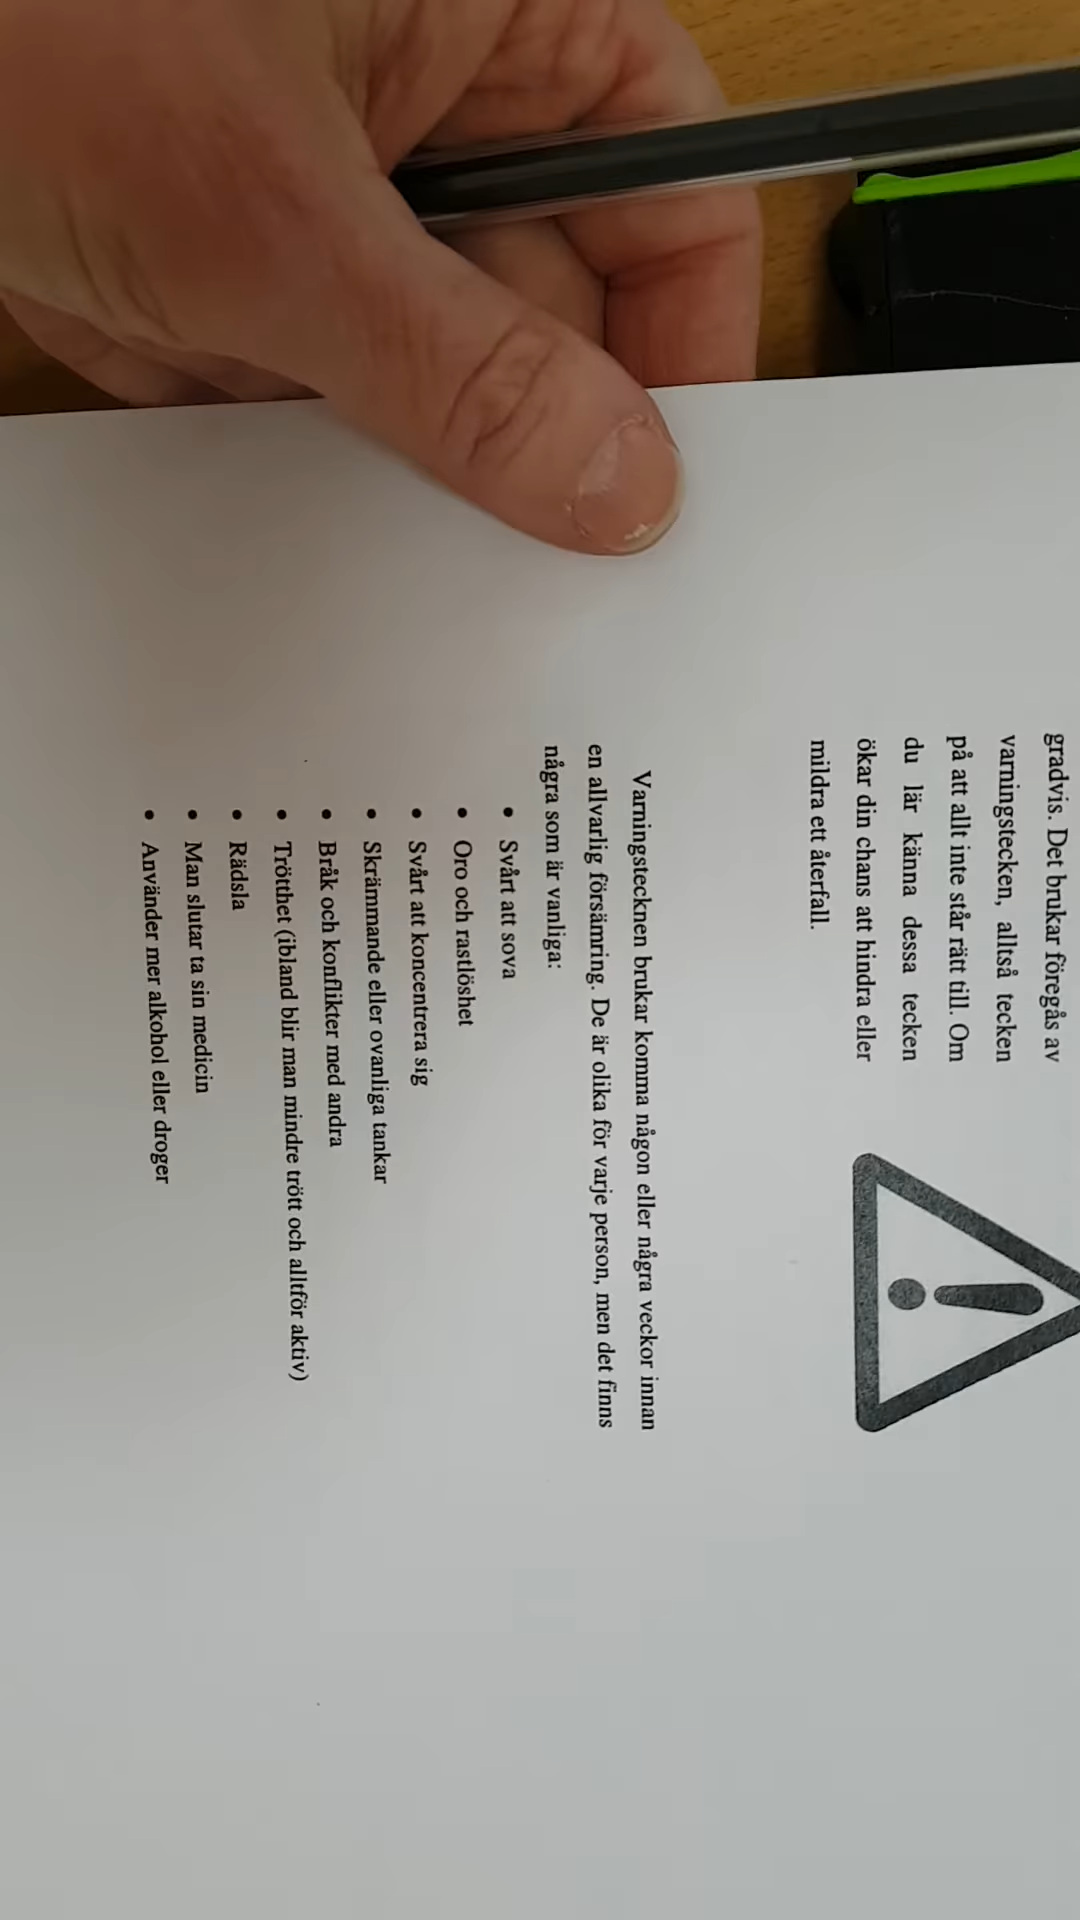 gradvis. Det brukar föregås av
varningstecken, alltså tecken
på att allt inte står rätt till. Om
du lär känna dessa tecken
ökar din chans att hindra eller
mildra ett återfall.
Varningstecknen brukar komma någon eller några veckor innan
en allvarlig försämring. De är olika för varje person, men det finns
några som är vanliga:
• Svårt att sova
• Oro och rastlöshet
• Svårt att koncentrera sig
• Skrämmande eller ovanliga tankar
• Bråk och konflikter med andra
• Trötthet (ibland blir man mindre trött och alltför aktiv)
• Rädsla
• Man slutar ta sin medicin
• Använder mer alkohol eller droger